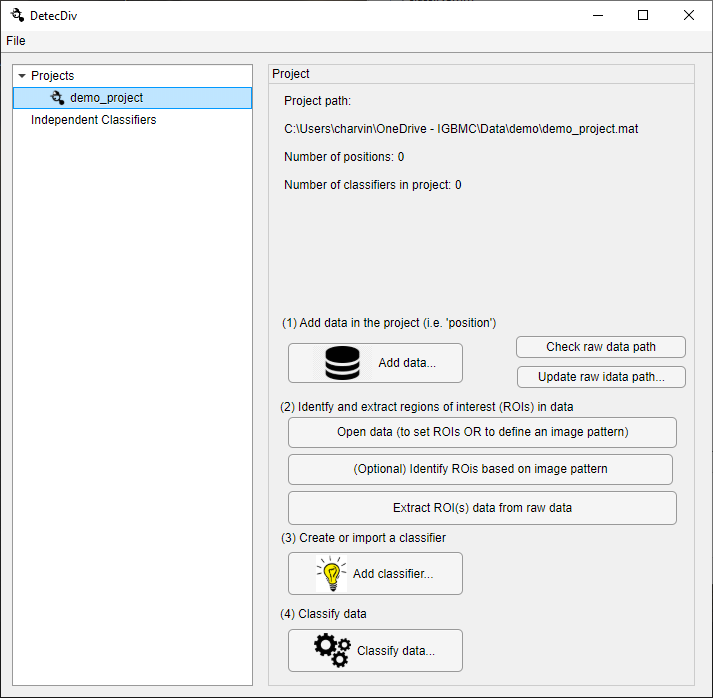 DetecDiv
File
Projects
demo_project
Independent Classifiers
Project
Project path:
C:\Users\charvin\OneDrive - IGBMC\Data\demo\demo_project.mat
Number of positions: 0
Number of classifiers in project: 0
(1) Add data in the project (i.e. 'position')
Add data...
Check raw data path
Update raw idata path...
(2) Identfy and extract regions of interest (ROIs) in data
Open data (to set ROIs OR to define an image pattern)
(Optional) Identify ROis based on image pattern
Extract ROI(s) data from raw data
(3) Create or import a classifier
Add classifier...
(4) Classify data
Classify data...